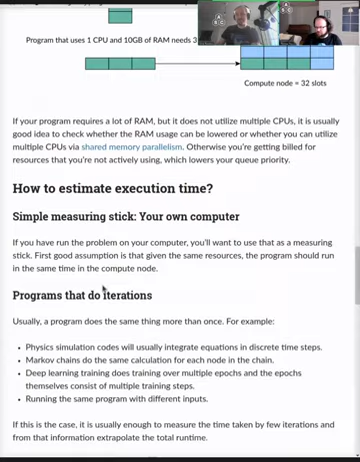 Program that uses 1 CPU and 10GB of RAM needs 3
Compute node = 32 slots
If your program requires a lot of RAM, but it does not utilize multiple CPUs, it is usually
good idea to check whether the RAM usage can be lowered or whether you can utilize
multiple CPUs via shared memory parallelism. Otherwise you're getting billed for
resources that you're not actively using, which lowers your queue priority.
How to estimate execution time?
Simple measuring stick: Your own computer
If you have run the problem on your computer, you'll want to use that as a measuring
stick. First good assumption is that given the same resources, the program should run
in the same time in the compute node.
Programs that do iterations
Usually, a program does the same thing more than once. For example:
• Physics simulation codes will usually integrate equations in discrete time steps.
• Markov chains do the same calculation for each node in the chain.
• Deep learning training does training over multiple epochs and the epochs
themselves consist of multiple training steps.
• Running the same program with different inputs.
If this is the case, it is usually enough to measure the time taken by few iterations and
from that information extrapolate the total runtime.